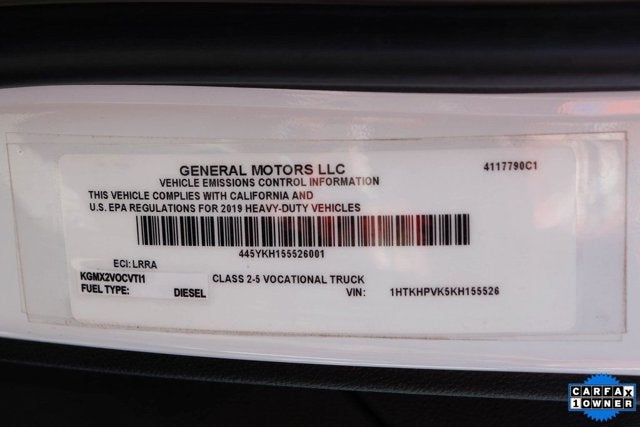 GENERAL MOTORS LLC 4117790C1
VEHICLE EMISSIONS CONTROL INFORMATION
THIS VEHICLE COMPLIES WITH CALIFORNIA AND
U.S. EPA REGULATIONS FOR 2019 HEAVY-DUTY VEHICLES
445YKH155526001
ECI: LRRA
KGMX2VOCVTI1 CLASS 2-5 VOCATIONAL TRUCK
FUEL TYPE: DIESEL VIN: 1HTKHPVK5KH155526
CARFAX
1 OWNER